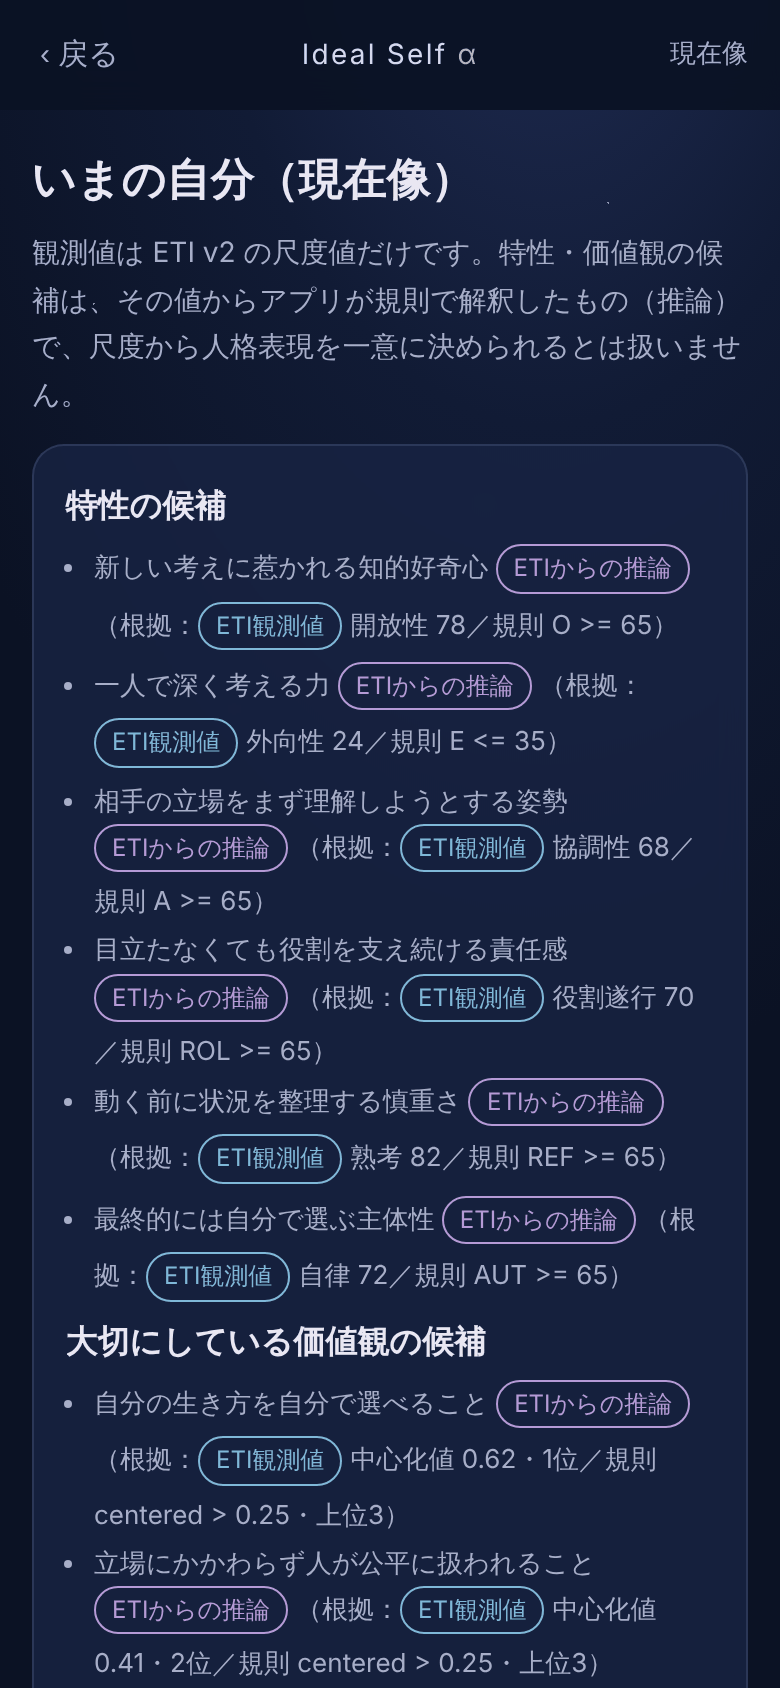 ‹ 戻る
Ideal Self α
現在像
いまの自分（現在像）
観測値は ETI v2 の尺度値だけです。特性・価値観の候
補は、その値からアプリが規則で解釈したもの（推論）
で、尺度から人格表現を一意に決められるとは扱いませ
ん。
特性の候補
• 新しい考えに惹かれる知的好奇心 ETIからの推論
（根拠：ETI観測値 開放性 78／規則 O >= 65）
• 一人で深く考える力 ETIからの推論 （根拠：
ETI観測値 外向性 24／規則 E <= 35）
• 相手の立場をまず理解しようとする姿勢
ETIからの推論 （根拠：ETI観測値 協調性 68／
規則 A >= 65）
• 目立たなくても役割を支え続ける責任感
ETIからの推論 （根拠：ETI観測値 役割遂行 70
／規則 ROL >= 65）
• 動く前に状況を整理する慎重さ ETIからの推論
（根拠：ETI観測値 熟考 82／規則 REF >= 65）
• 最終的には自分で選ぶ主体性 ETIからの推論 （根
拠：ETI観測値 自律 72／規則 AUT >= 65）
大切にしている価値観の候補
• 自分の生き方を自分で選べること ETIからの推論
（根拠：ETI観測値 中心化値 0.62・1位／規則
centered > 0.25・上位3）
• 立場にかかわらず人が公平に扱われること
ETIからの推論 （根拠：ETI観測値 中心化値
0.41・2位／規則 centered > 0.25・上位3）